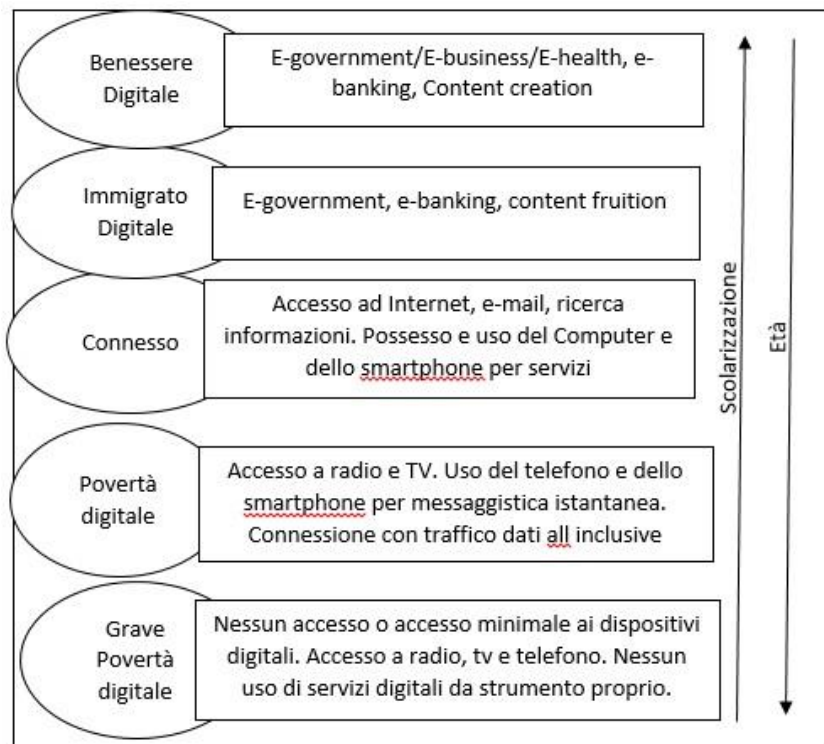 Benessere
Digitale
E-government/E-business/E-health, e-
banking, Content creation
Immigrato
Digitale
E-government, e-banking, content fruition
Connesso
Accesso ad Internet, e-mail, ricerca
informazioni. Possesso e uso del Computer e
dello smartphone per servizi
Povertà
digitale
Accesso a radio e TV. Uso del telefono e dello
smartphone per messaggistica istantanea.
Connessione con traffico dati all inclusive
Grave
Povertà
digitale
Nessun accesso o accesso minimale ai dispositivi
digitali. Accesso a radio, tv e telefono. Nessun
uso di servizi digitali da strumento proprio.
Scolarizzazione
Età